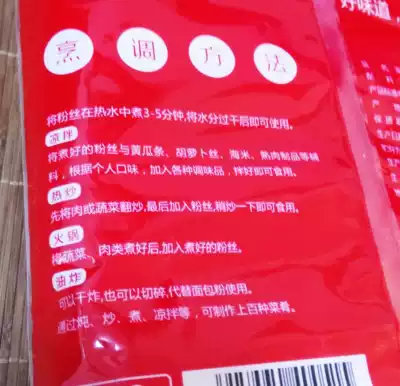 烹调方法
将粉丝在热水中煮3-5分钟,将水分过干后即可使用。
凉拌
将煮好的粉丝与黄瓜条、胡萝卜丝、海米、熟肉制品等辅
料，根据个人口味，加入各种调味品，拌好即可食用。
热炒
先将肉或蔬菜翻炒,最后加入粉丝,稍炒一下即可食用。
火锅
将蔬菜、肉类煮好后,加入煮好的粉丝。
油炸
可以干炸,也可以切碎,代替面包粉使用。
通过炖、炒、煮、凉拌等，可制作上百种菜肴。
好味道
产品标准